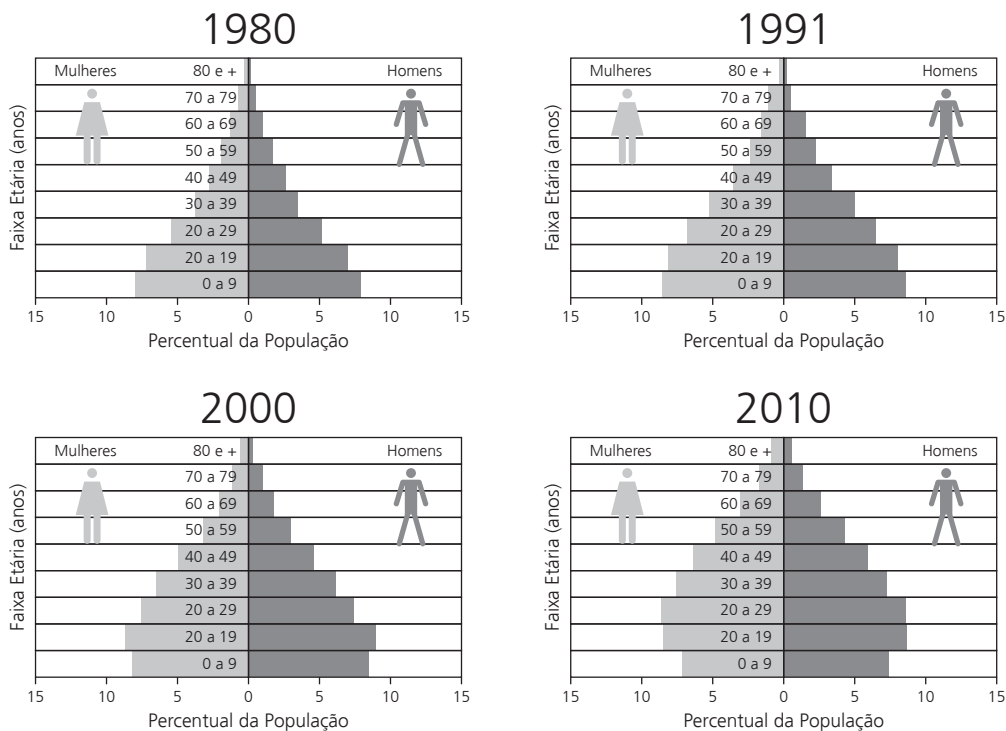 1980
Mulheres 80 e + Homens
70 a 79
60 a 69
50 a 59
40 a 49
30 a 39
20 a 29
20 a 19
0 a 9
Faixa Etária (anos)
15 10 5 0 5 10 15
Percentual da População
1991
Mulheres 80 e + Homens
70 a 79
60 a 69
50 a 59
40 a 49
30 a 39
20 a 29
20 a 19
0 a 9
Faixa Etária (anos)
15 10 5 0 5 10 15
Percentual da População
2000
Mulheres 80 e + Homens
70 a 79
60 a 69
50 a 59
40 a 49
30 a 39
20 a 29
20 a 19
0 a 9
Faixa Etária (anos)
15 10 5 0 5 10 15
Percentual da População
2010
Mulheres 80 e + Homens
70 a 79
60 a 69
50 a 59
40 a 49
30 a 39
20 a 29
20 a 19
0 a 9
Faixa Etária (anos)
15 10 5 0 5 10 15
Percentual da População